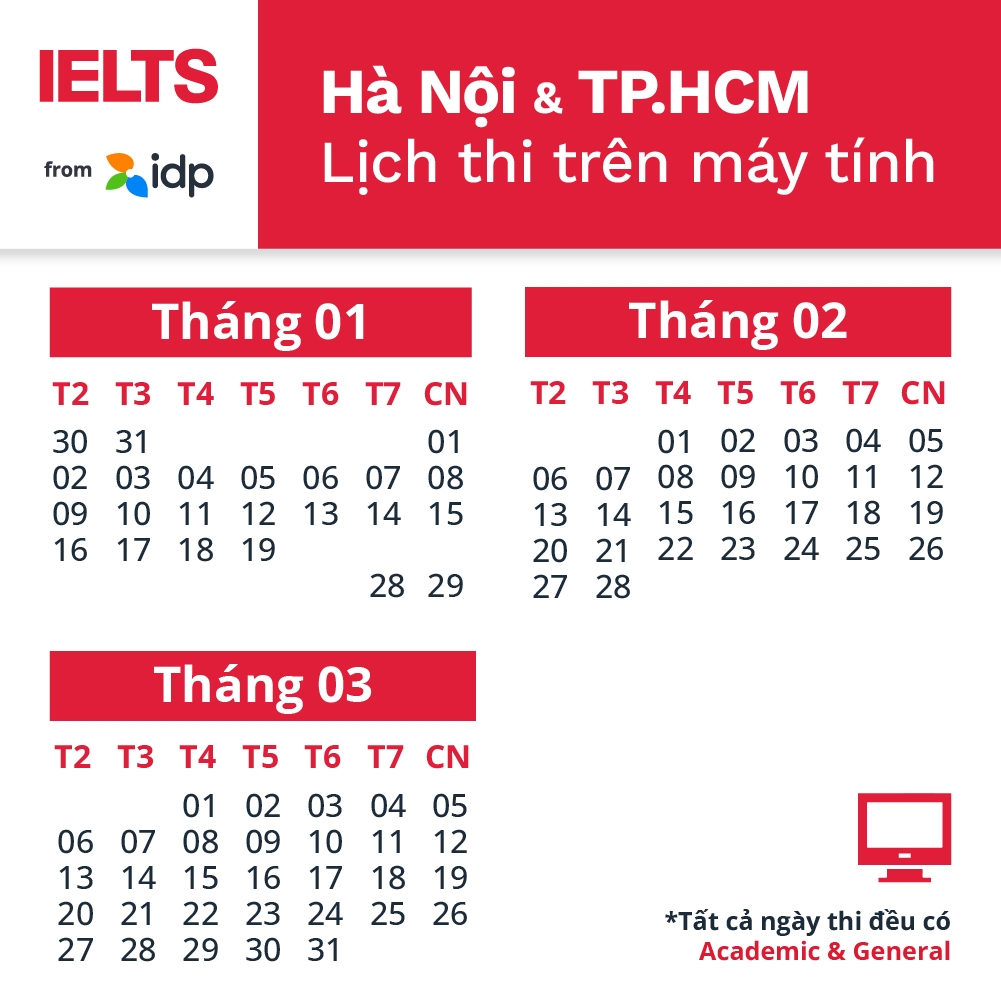 IELTS
from idp
Hà Nội & TP.HCM
Lịch thi trên máy tính
Tháng 01
T2 T3 T4 T5 T6 T7 CN
30 31 01
02 03 04 05 06 07 08
09 10 11 12 13 14 15
16 17 18 19
28 29
Tháng 02
T2 T3 T4 T5 T6 T7 CN
01 02 03 04 05
06 07 08 09 10 11 12
13 14 15 16 17 18 19
20 21 22 23 24 25 26
27 28
Tháng 03
T2 T3 T4 T5 T6 T7 CN
01 02 03 04 05
06 07 08 09 10 11 12
13 14 15 16 17 18 19
20 21 22 23 24 25 26
27 28 29 30 31
*Tất cả ngày thi đều có
Academic & General